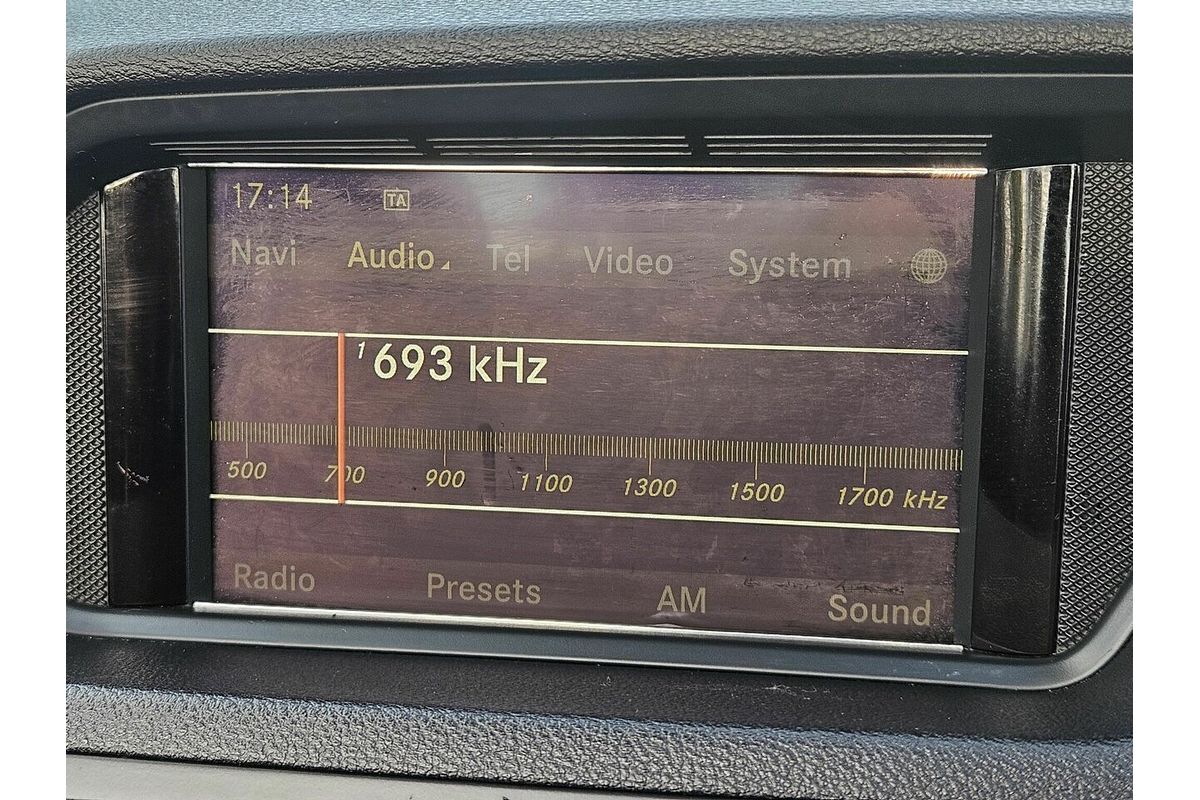 17:14 TA
Navi Audio Tel Video System
1 693 kHz
500 700 900 1100 1300 1500 1700 kHz
Radio Presets AM Sound